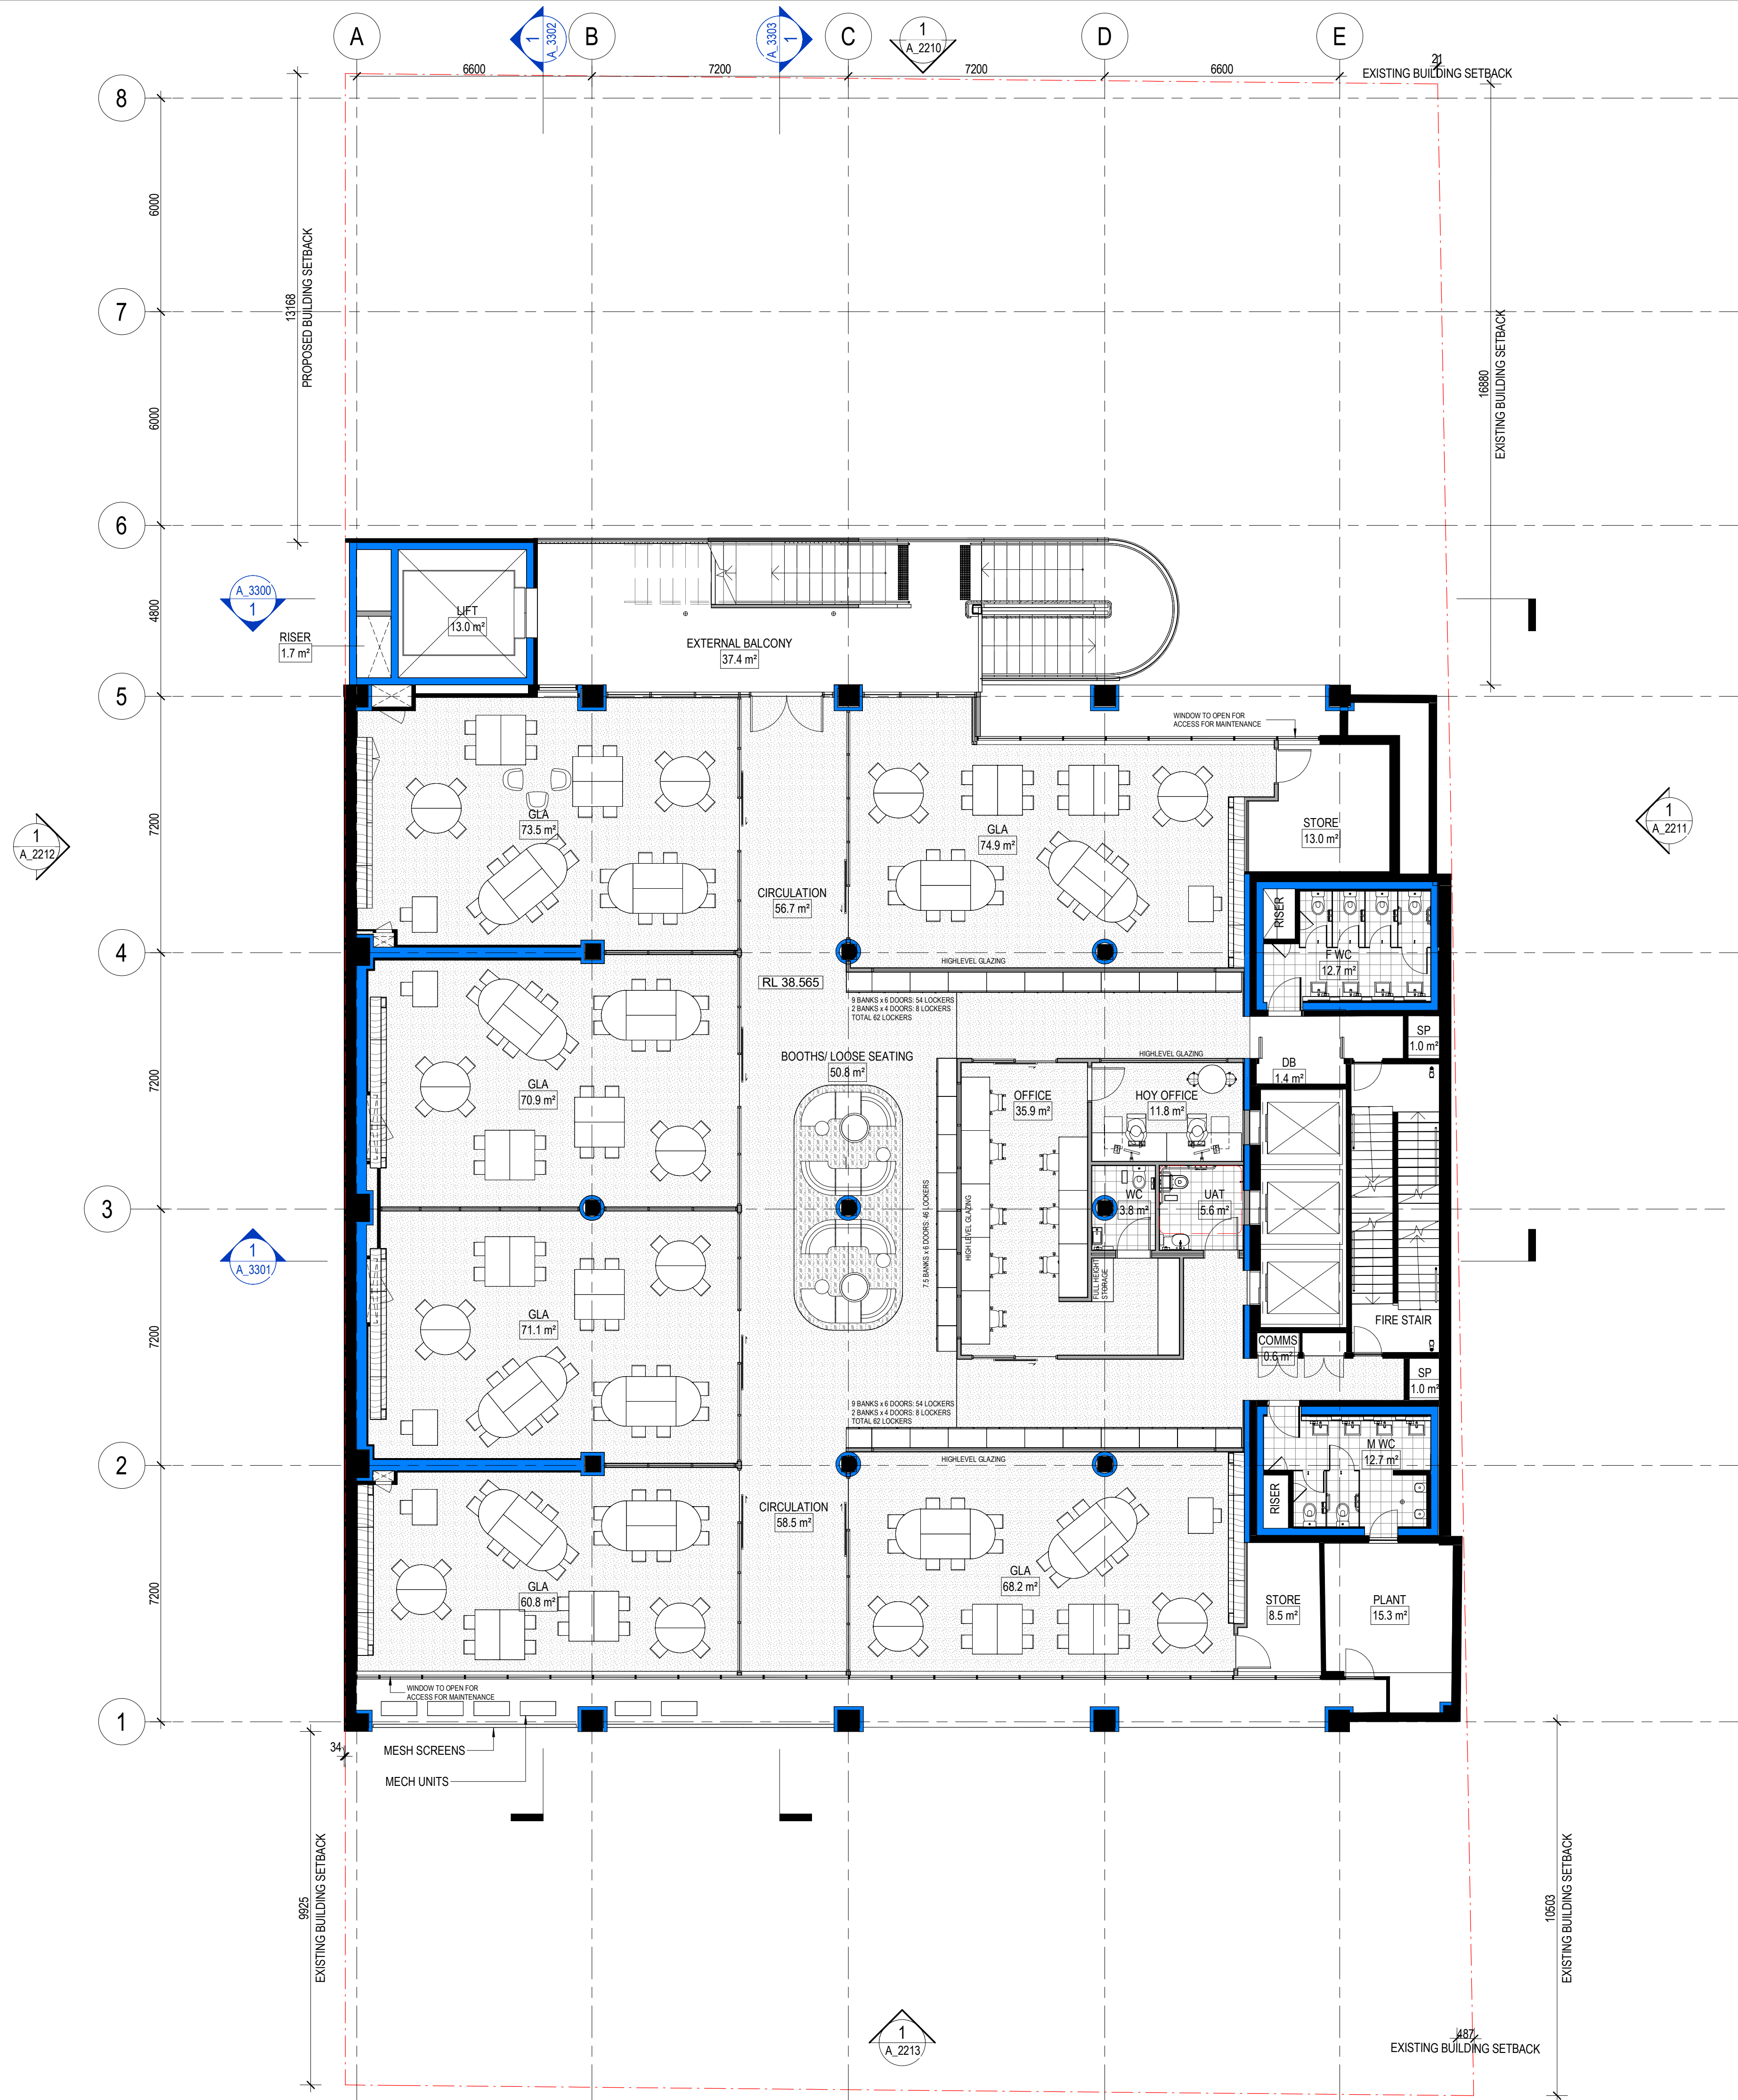 A
1
A_3302
B
A_3303
1
C
1
A_2210
D
E
6600
7200
7200
6600
21
EXISTING BUILDING SETBACK
8
6000
13168
PROPOSED BUILDING SETBACK
7
16880
EXISTING BUILDING SETBACK
6000
6
4800
A_3300
1
RISER
1.7 m²
LIFT
13.0 m²
EXTERNAL BALCONY
37.4 m²
5
WINDOW TO OPEN FOR
ACCESS FOR MAINTENANCE
7200
1
A_2212
GLA
73.5 m²
GLA
74.9 m²
STORE
13.0 m²
1
A_2211
CIRCULATION
56.7 m²
RISER
F WC
12.7 m²
4
HIGHLEVEL GLAZING
RL 38.565
9 BANKS x 6 DOORS: 54 LOCKERS
2 BANKS x 4 DOORS: 8 LOCKERS
TOTAL 62 LOCKERS
SP
1.0 m²
BOOTHS/ LOOSE SEATING
50.8 m²
HIGHLEVEL GLAZING
DB
1.4 m²
7200
GLA
70.9 m²
OFFICE
35.9 m²
HOY OFFICE
11.8 m²
WC
3.8 m²
UAT
5.6 m²
3
7.5 BANKS x 6 DOORS: 46 LOCKERS
HIGH LEVEL GLAZING
1
A_3301
FULL HEIGHT
STORAGE
7200
GLA
71.1 m²
FIRE STAIR
COMMS
0.6 m²
SP
1.0 m²
9 BANKS x 6 DOORS: 54 LOCKERS
2 BANKS x 4 DOORS: 8 LOCKERS
TOTAL 62 LOCKERS
2
HIGHLEVEL GLAZING
M WC
12.7 m²
RISER
CIRCULATION
58.5 m²
7200
GLA
60.8 m²
GLA
68.2 m²
STORE
8.5 m²
PLANT
15.3 m²
WINDOW TO OPEN FOR
ACCESS FOR MAINTENANCE
1
34
MESH SCREENS
MECH UNITS
9925
EXISTING BUILDING SETBACK
10503
EXISTING BUILDING SETBACK
1
A_2213
487
EXISTING BUILDING SETBACK